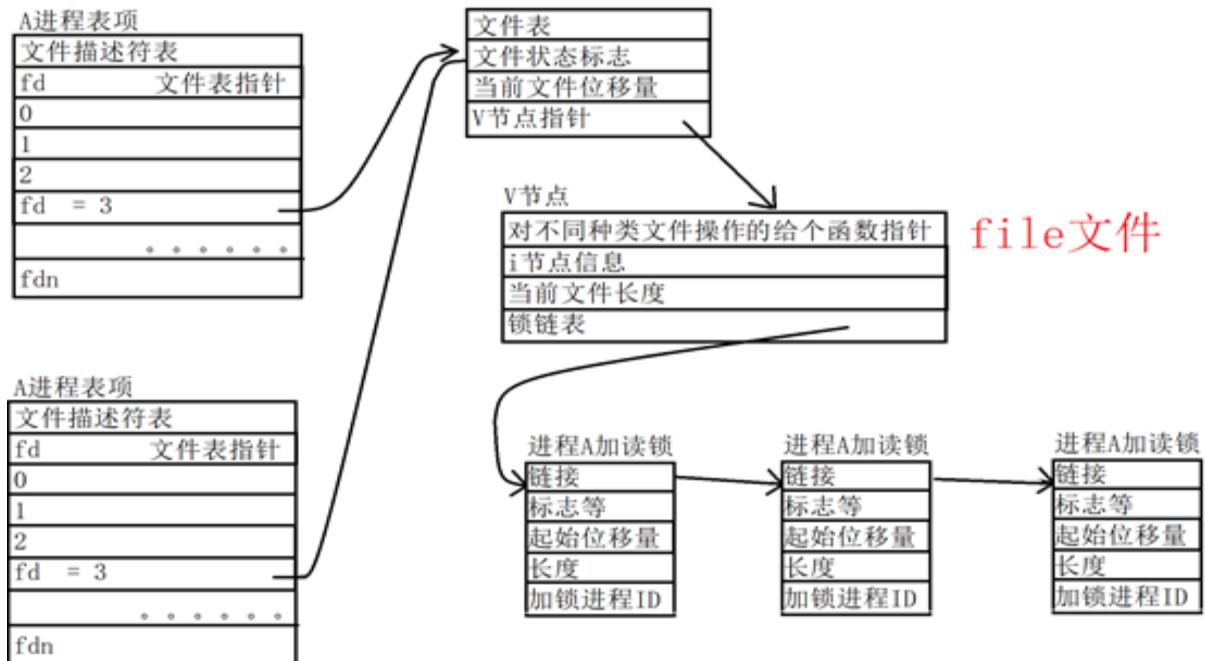 A进程表项
文件描述符表
fd 文件表指针
0
1
2
fd = 3
。。。。。。
fdn
文件表
文件状态标志
当前文件位移量
V节点指针
V节点
对不同种类文件操作的给个函数指针
i节点信息
当前文件长度
锁链表
file文件
A进程表项
文件描述符表
fd 文件表指针
0
1
2
fd = 3
。。。。。。
fdn
进程A加读锁
链接
标志等
起始位移量
长度
加锁进程ID
进程A加读锁
链接
标志等
起始位移量
长度
加锁进程ID
进程A加读锁
链接
标志等
起始位移量
长度
加锁进程ID